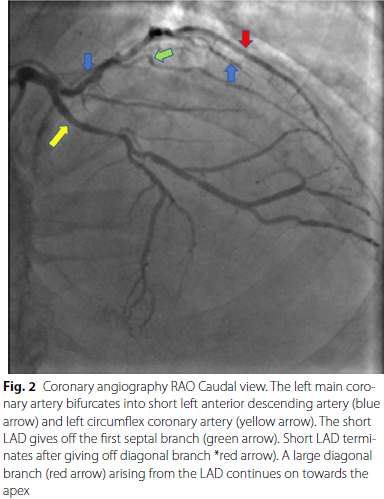 Fig. 2 Coronary angiography RAO Caudal view. The left main coro-
nary artery bifurcates into short left anterior descending artery (blue
arrow) and left circumflex coronary artery (yellow arrow). The short
LAD gives off the first septal branch (green arrow). Short LAD termi-
nates after giving off diagonal branch *red arrow). A large diagonal
branch (red arrow) arising from the LAD continues on towards the
apex